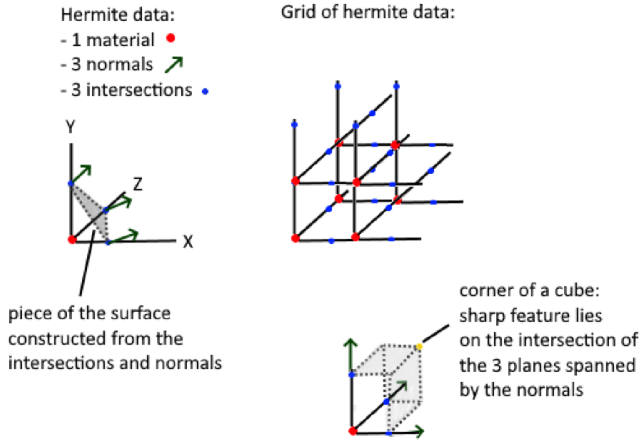 Hermite data:
- 1 material
- 3 normals
- 3 intersections
Grid of hermite data:
Y
Z
X
piece of the surface
constructed from the
intersections and normals
corner of a cube:
sharp feature lies
on the intersection of
the 3 planes spanned
by the normals